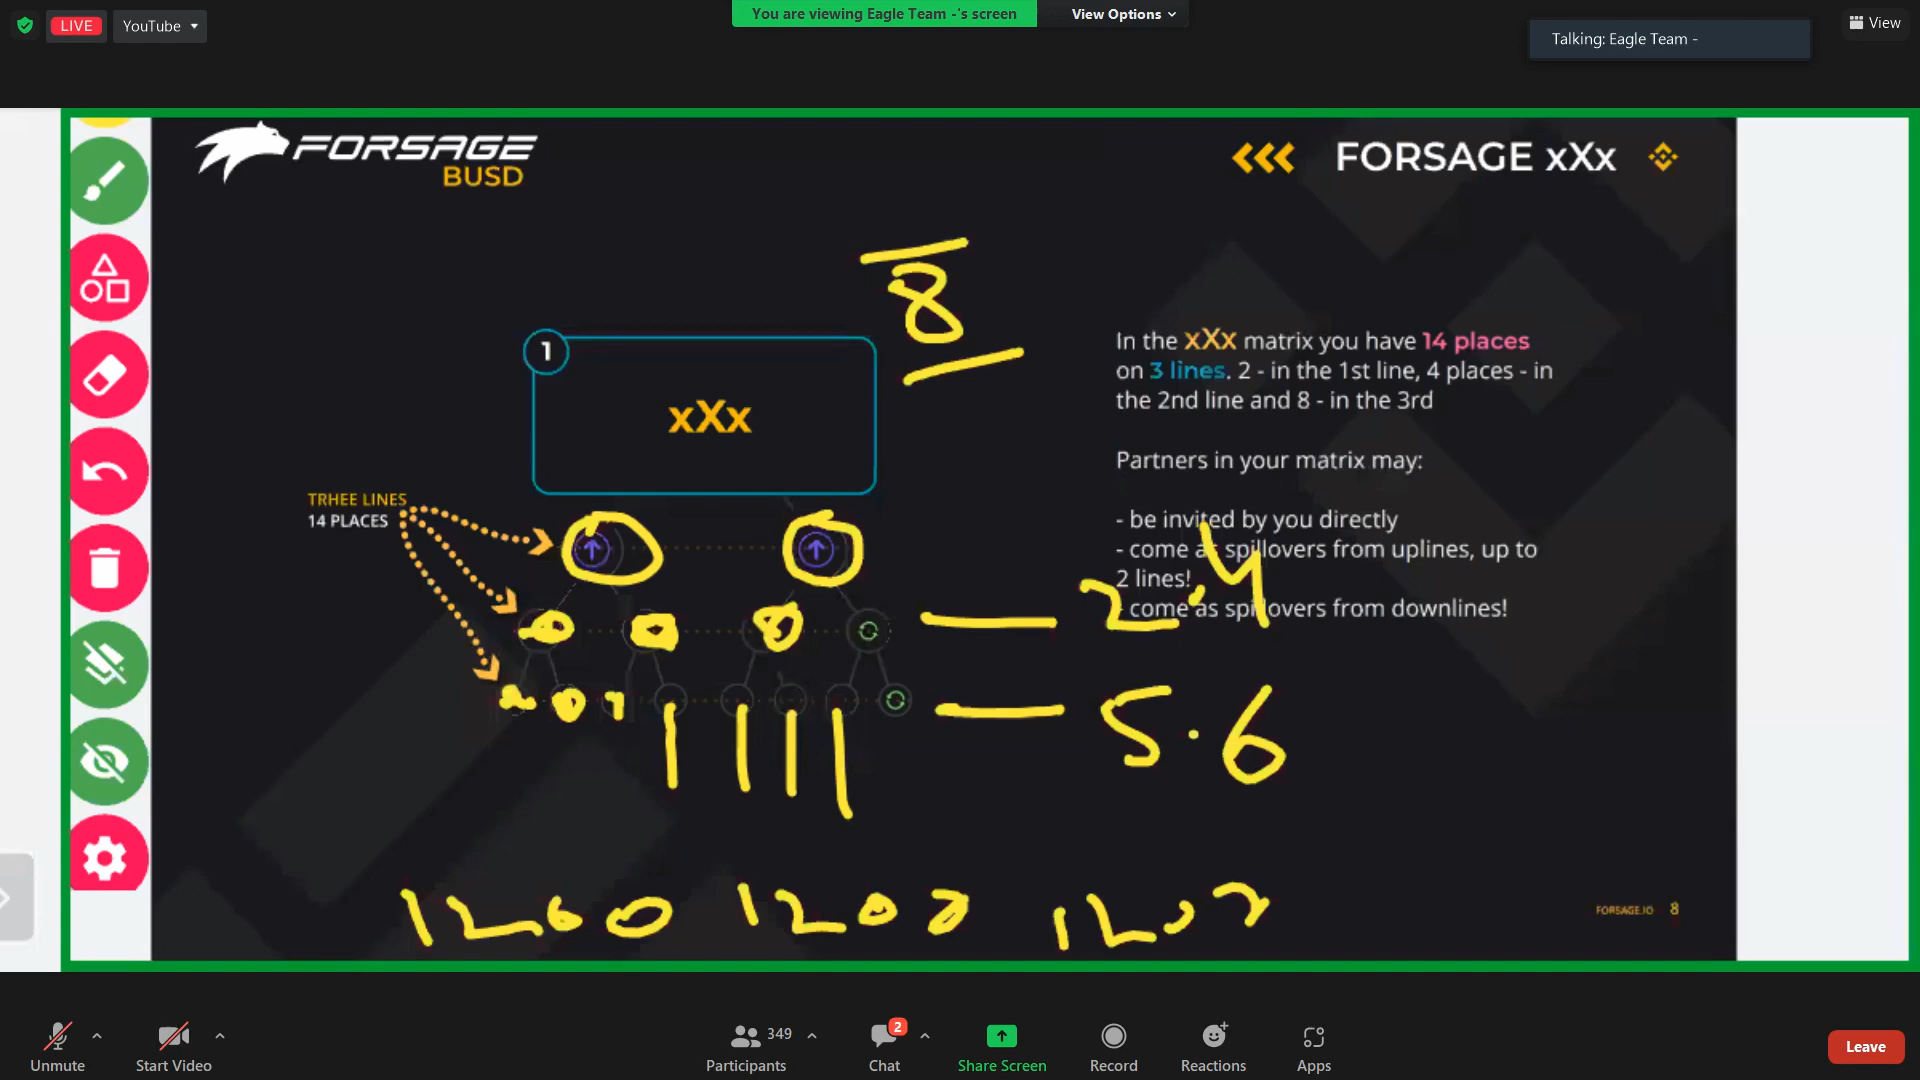 LIVE
YouTube
You are viewing Eagle Team -'s screen
View Options
Talking: Eagle Team -
View
FORSAGE
BUSD
FORSAGE xXx
8
1
xXx
In the xXx matrix you have 14 places
on 3 lines. 2 - in the 1st line, 4 places - in
the 2nd line and 8 - in the 3rd
Partners in your matrix may:
- be invited by you directly
- come as spillovers from uplines, up to
2 lines!
- come as spillovers from downlines!
TRHEE LINES
14 PLACES
2.4
5.6
1200 1200
FORSAGE.IO 8
Unmute
Start Video
349
Participants
2
Chat
Share Screen
Record
Reactions
Apps
Leave